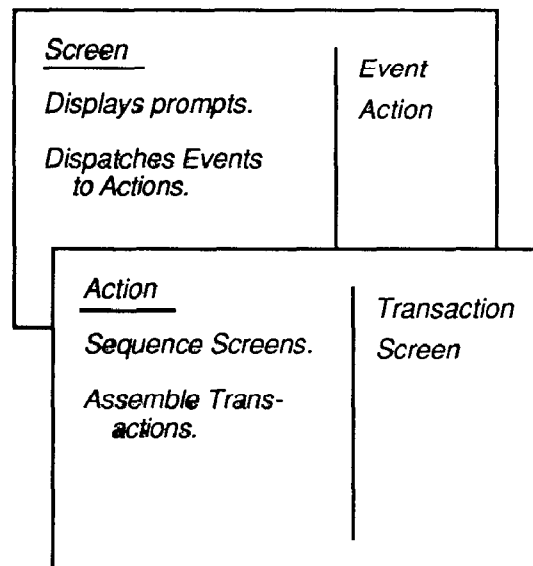 Screen
Displays prompts.
Dispatches Events
to Actions.
Event
Action
Action
Sequence Screens.
Assemble Trans-
actions.
Transaction
Screen